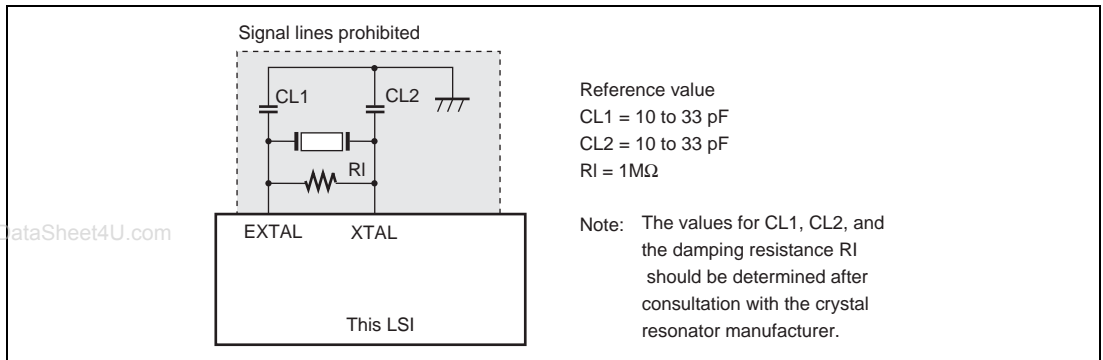 Signal lines prohibited
CL1
CL2
RI
EXTAL
XTAL
This LSI
Reference value
CL1 = 10 to 33 pF
CL2 = 10 to 33 pF
RI = 1MΩ
Note: The values for CL1, CL2, and
the damping resistance RI
should be determined after
consultation with the crystal
resonator manufacturer.
DataSheet4U.com